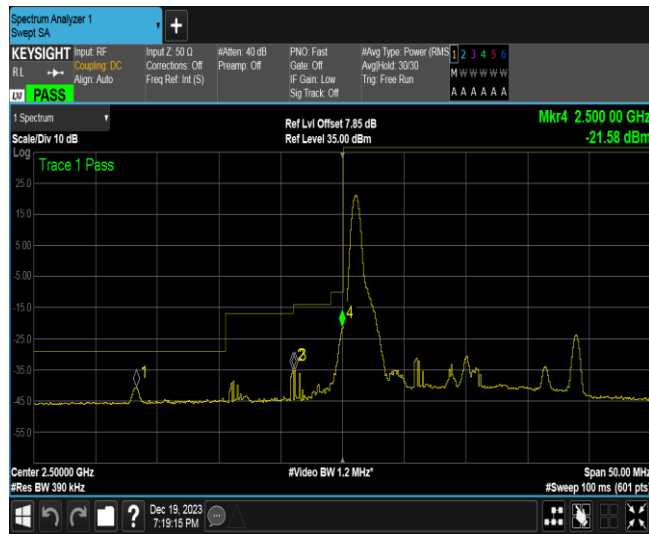 Spectrum Analyzer 1
Swept SA
+
KEYSIGHT
RL
LXI PASS
Input: RF
Coupling: DC
Align: Auto
Input Z: 50 Ω
Corrections: Off
Freq Ref: Int (S)
#Atten: 40 dB
Preamp: Off
PNO: Fast
Gate: Off
IF Gain: Low
Sig Track: Off
#Avg Type: Power (RMS
Avg|Hold: 30/30
Trig: Free Run
1 2 3 4 5 6
M W W W W W
A A A A A A
1 Spectrum
Scale/Div 10 dB
Ref Lvl Offset 7.85 dB
Ref Level 35.00 dBm
Mkr4 2.500 00 GHz
-21.58 dBm
Log
Trace 1 Pass
25.0
15.0
5.00
-5.00
-15.0
-25.0
-35.0
-45.0
-55.0
1
3
4
Center 2.50000 GHz
#Res BW 390 kHz
#Video BW 1.2 MHz*
Span 50.00 MHz
#Sweep 100 ms (601 pts)
?
Dec 19, 2023
7:19:15 PM